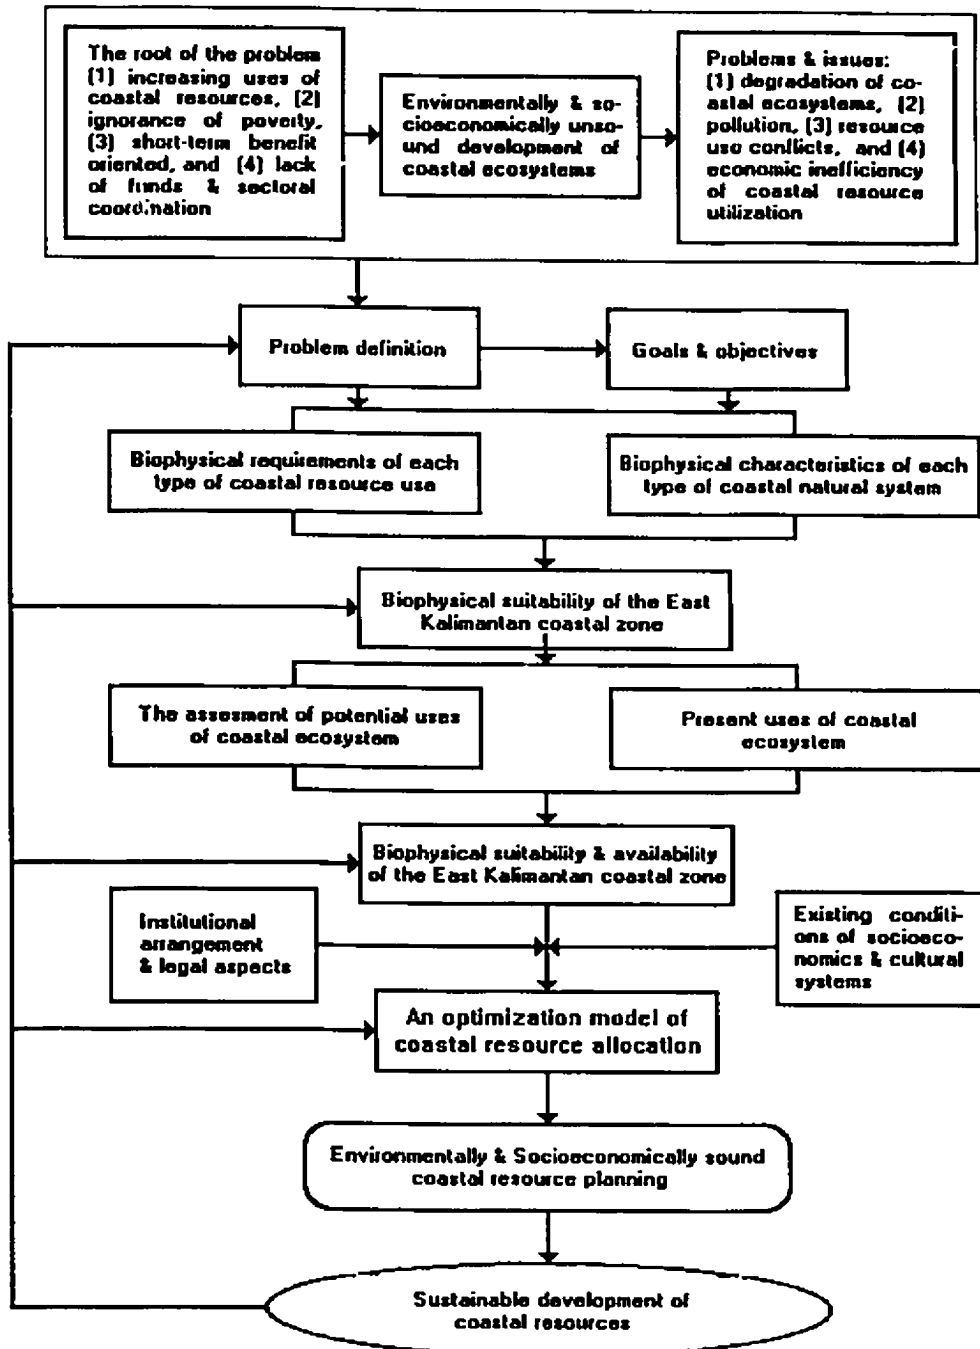 The root of the problem
(1) increasing uses of
coastal resources, (2)
ignorance of poverty,
(3) short-term benefit
oriented, and (4) lack
of funds & sectoral
coordination
Environmentally & so-
cioeconomically unso-
und development of
coastal ecosystems
Problems & issues:
(1) degradation of co-
astal ecosystems, (2)
pollution, (3) resource
use conflicts, and (4)
economic inefficiency
of coastal resource
utilization
Problem definition
Goals & objectives
Biophysical requirements of each
type of coastal resource use
Biophysical characteristics of each
type of coastal natural system
Biophysical suitability of the East
Kalimantan coastal zone
The assesment of potential uses
of coastal ecosystem
Present uses of coastal
ecosystem
Biophysical suitability & availability
of the East Kalimantan coastal zone
Institutional
arrangement
& legal aspects
Existing conditi-
ons of socioeco-
nomics & cultural
systems
An optimization model of
coastal resource allocation
Environmentally & Socioeconomically sound
coastal resource planning
Sustainable development of
coastal resources